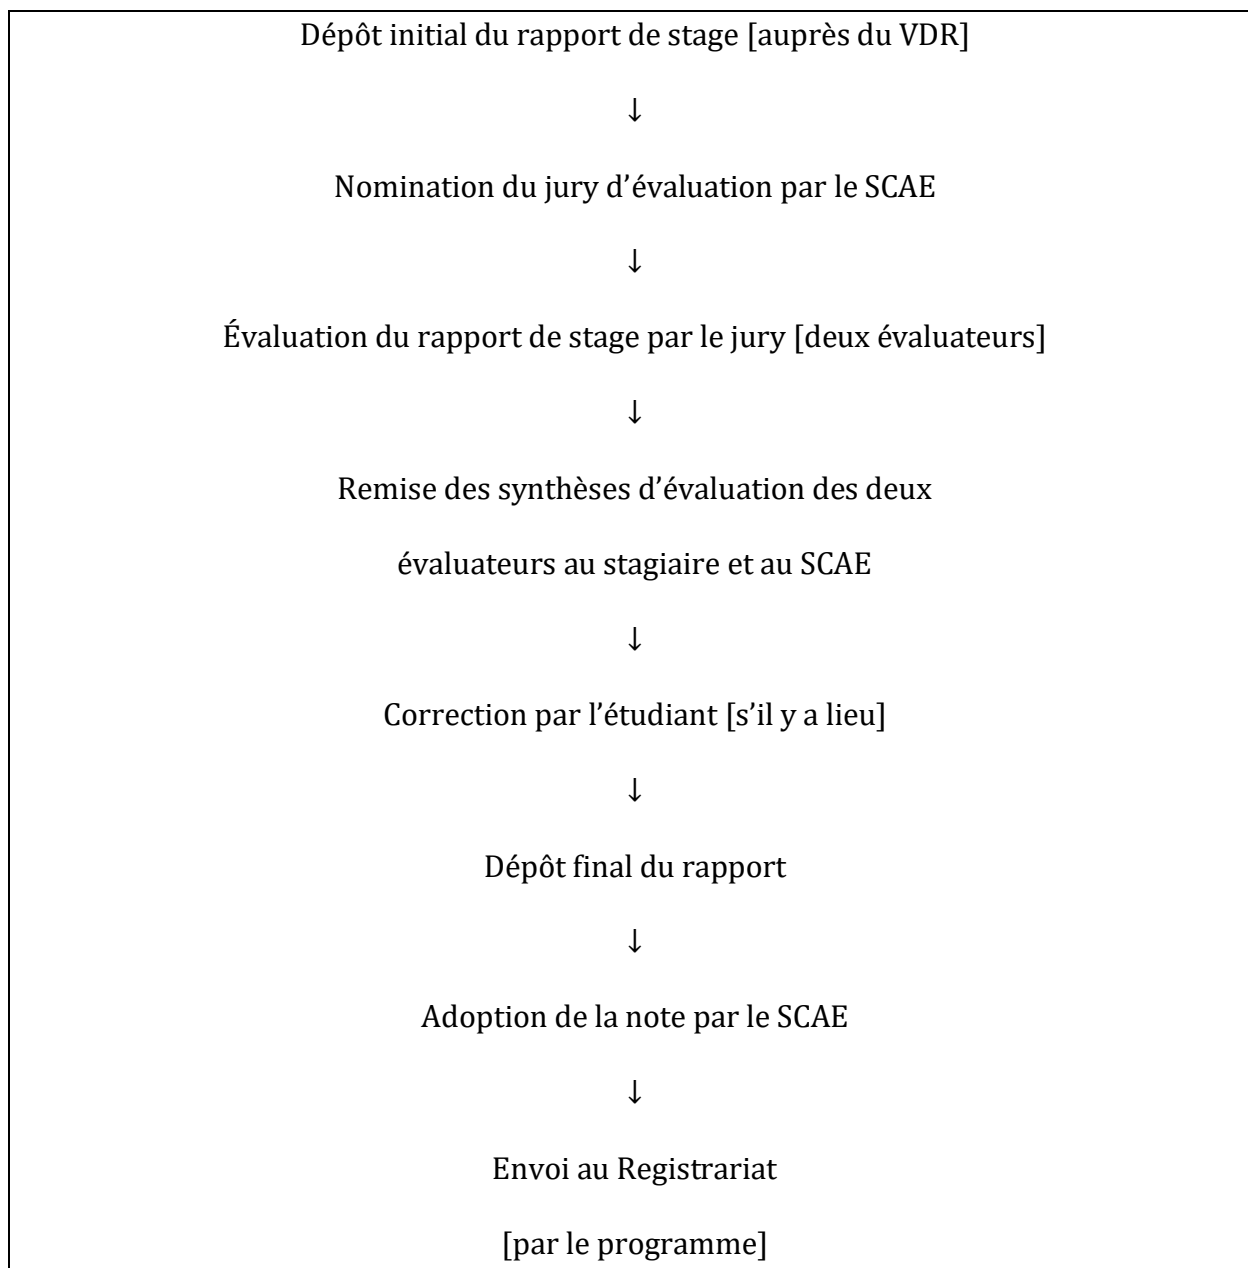 Dépôt initial du rapport de stage [auprès du VDR]
↓
Nomination du jury d’évaluation par le SCAE
↓
Évaluation du rapport de stage par le jury [deux évaluateurs]
↓
Remise des synthèses d’évaluation des deux
évaluateurs au stagiaire et au SCAE
↓
Correction par l’étudiant [s’il y a lieu]
↓
Dépôt final du rapport
↓
Adoption de la note par le SCAE
↓
Envoi au Registrariat
[par le programme]